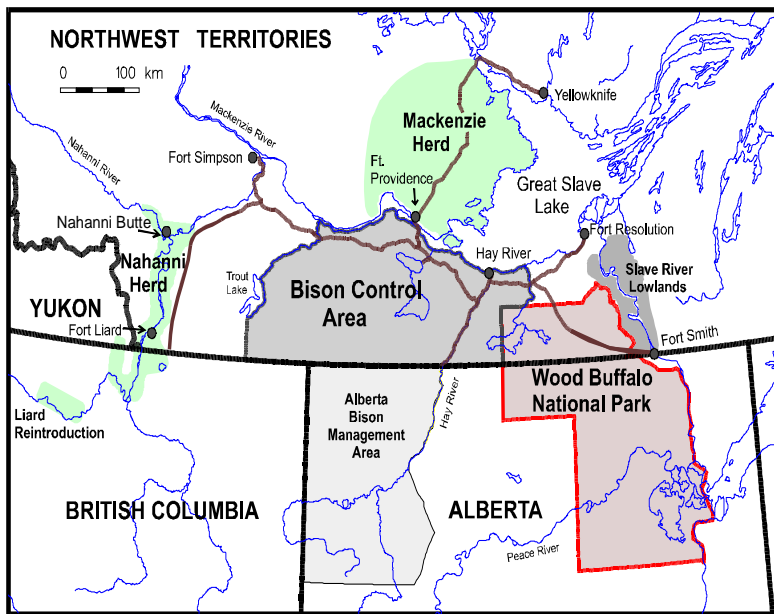 NORTHWEST TERRITORIES
0 100 km
Yellowknife
Mackenzie River
Mackenzie
Herd
Nahanni River
Fort Simpson
Ft.
Providence
Great Slave
Lake
Nahanni Butte
Fort Resolution
Hay River
Nahanni
Herd
Trout
Lake
Slave River
Lowlands
Bison Control
Area
YUKON
Fort Liard
Fort Smith
Wood Buffalo
National Park
Liard
Reintroduction
Alberta
Bison
Management
Area
Hay River
BRITISH COLUMBIA
ALBERTA
Peace River